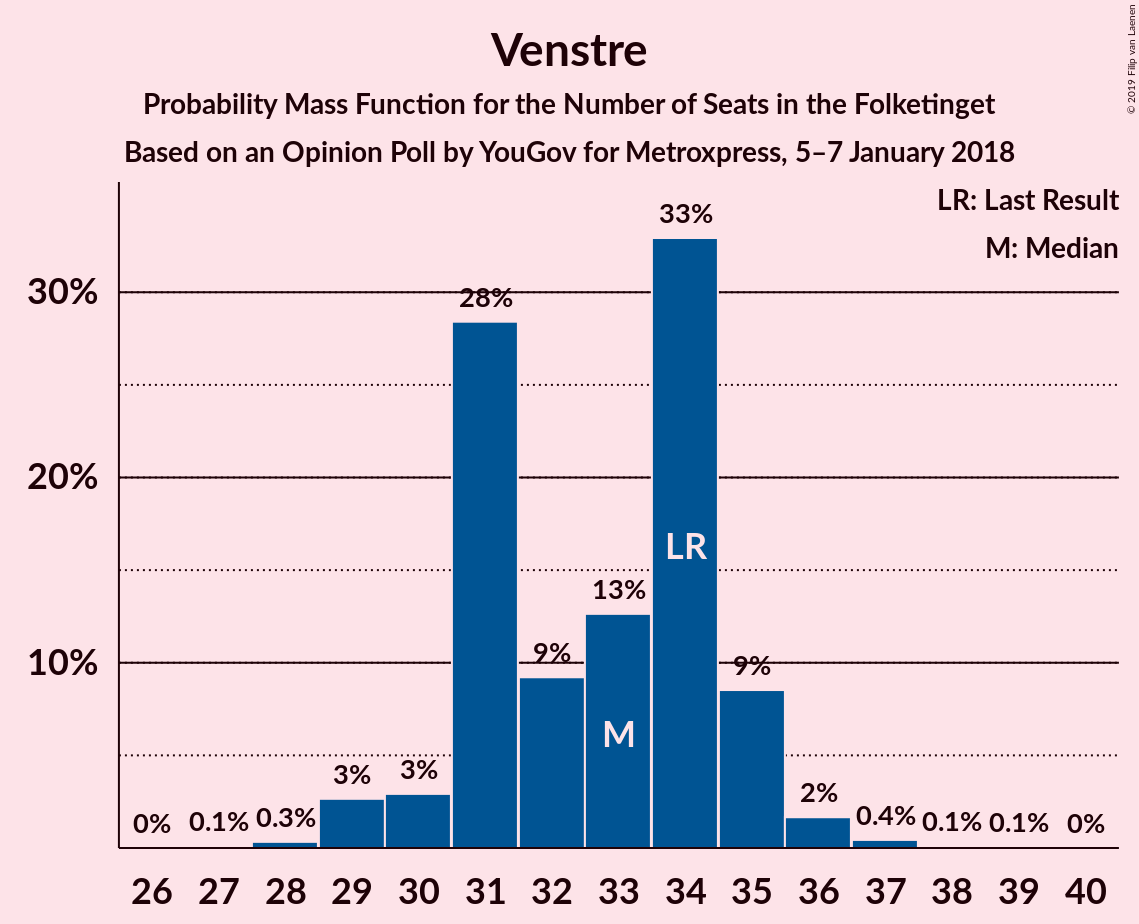 Venstre
Probability Mass Function for the Number of Seats in the Folketinget
Based on an Opinion Poll by YouGov for Metroxpress, 5–7 January 2018
© 2019 Filip van Laenen
LR: Last Result
M: Median
30%
20%
10%
0%
0.1%
0.3%
3%
3%
28%
9%
13%
33%
9%
2%
0.4%
0.1%
0.1%
0%
M
LR
26 27 28 29 30 31 32 33 34 35 36 37 38 39 40